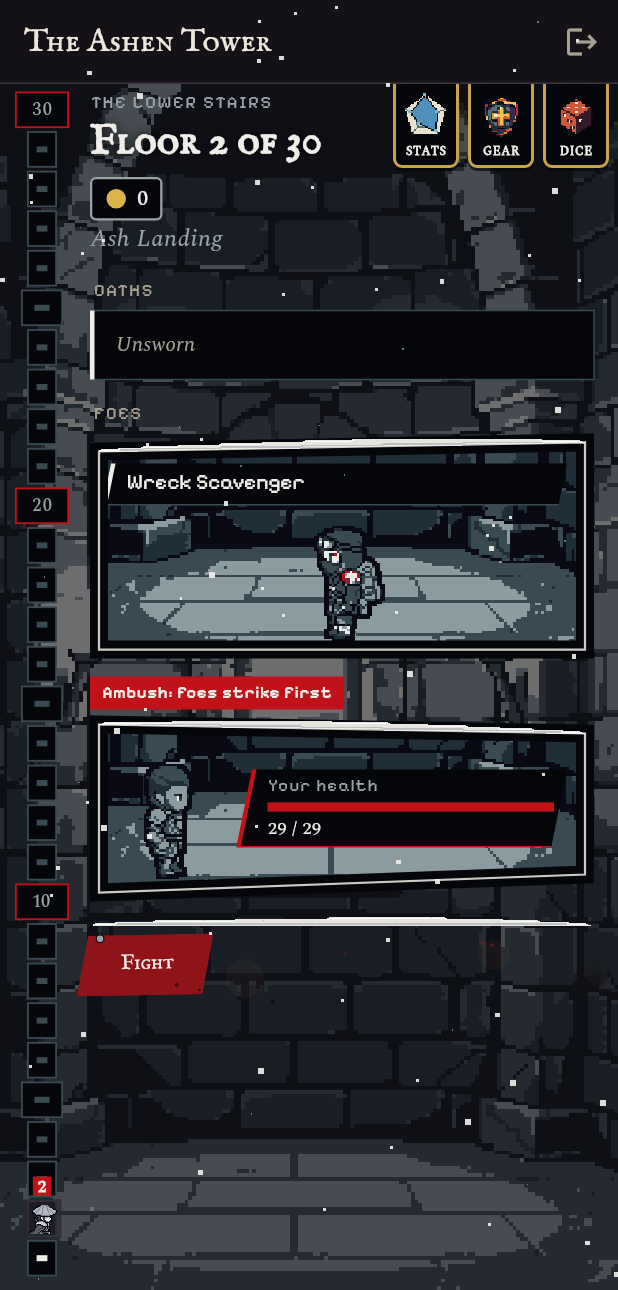 The Ashen Tower
30
THE LOWER STAIRS
Floor 2 of 30
STATS
GEAR
DICE
0
Ash Landing
OATHS
Unsworn
FOES
Wreck Scavenger
20
Ambush: Foes strike first
Your health
29 / 29
10
Fight
2